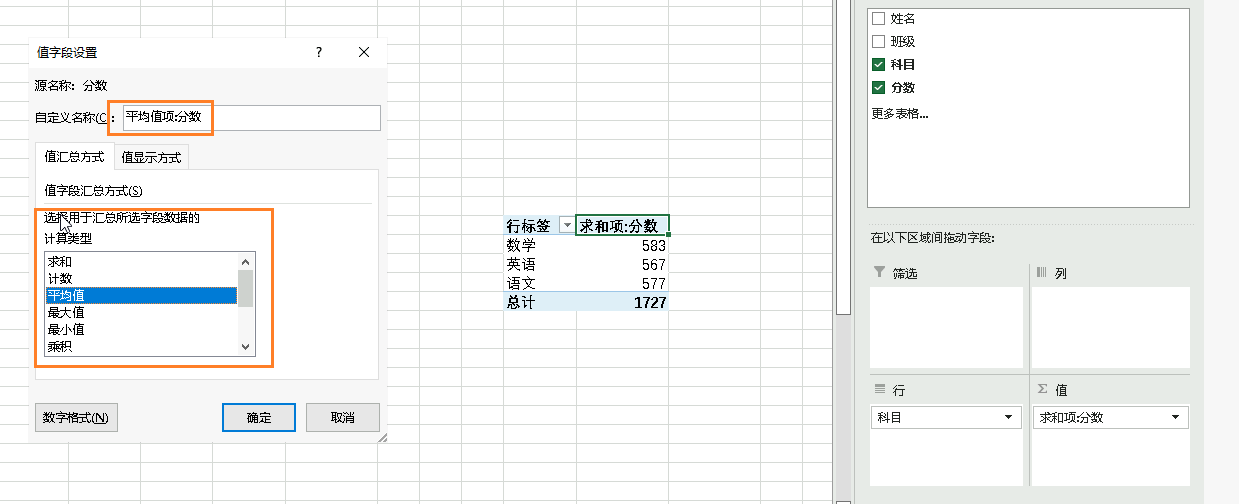 值字段设置 ?
源名称: 分数
自定义名称(C): 平均值项:分数
值汇总方式 值显示方式
值字段汇总方式(S)
选择用于汇总所选字段数据的
计算类型
求和
计数
平均值
最大值
最小值
乘积
数字格式(N) 确定 取消
行标签 求和项:分数
数学 583
英语 567
语文 577
总计 1727
姓名
班级
科目
分数
更多表格...
在以下区域间拖动字段:
筛选 列
行 Σ 值
科目 求和项:分数